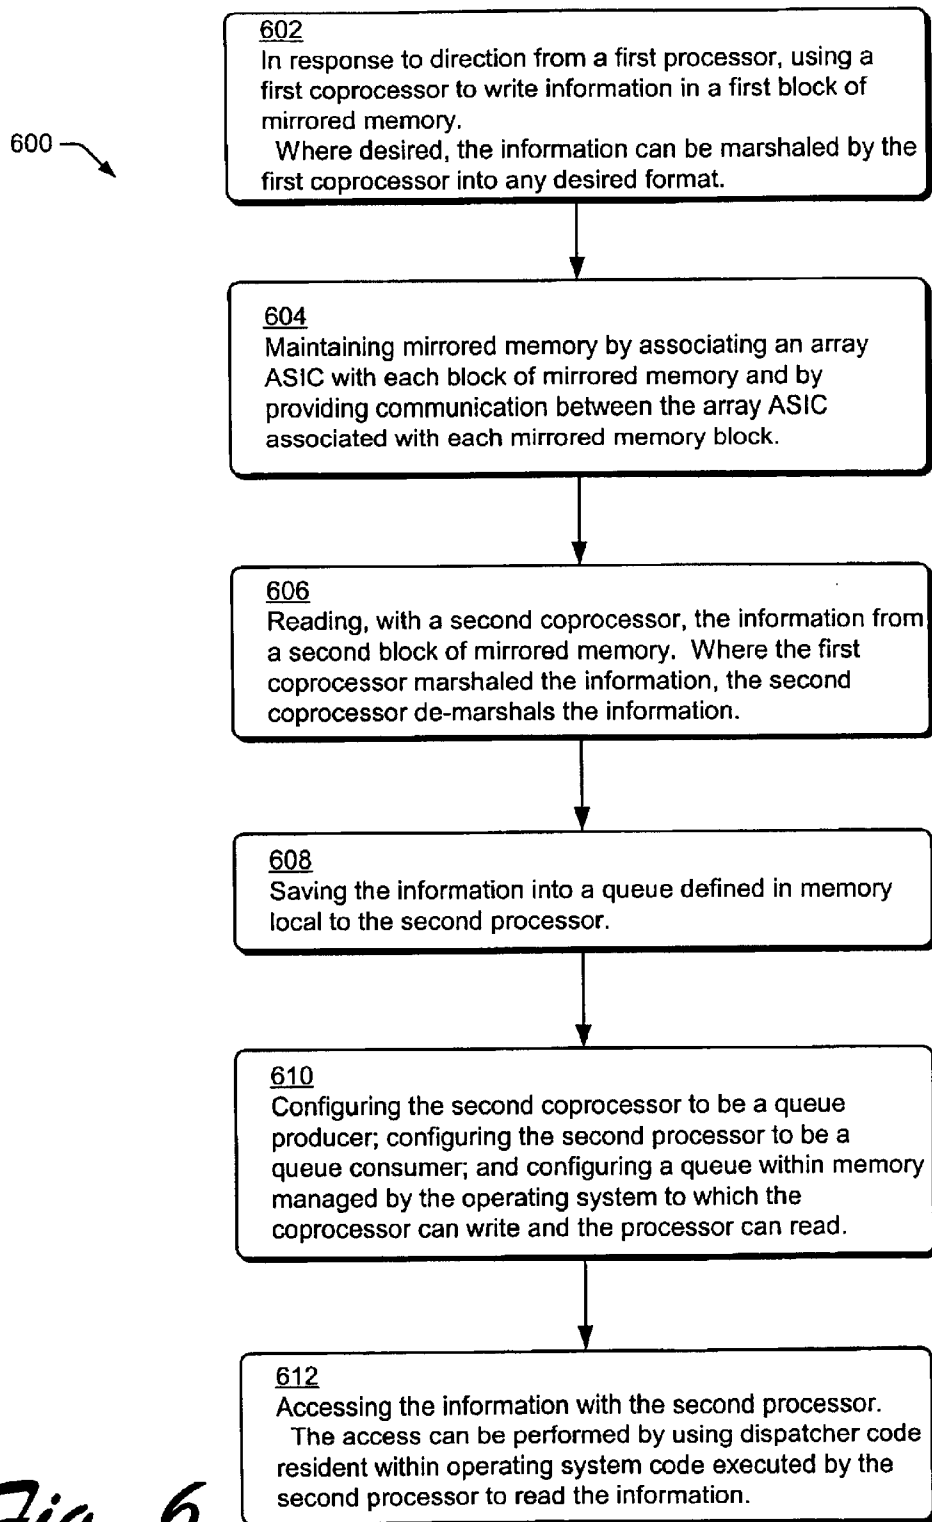 602
In response to direction from a first processor, using a
first coprocessor to write information in a first block of
mirrored memory.
Where desired, the information can be marshaled by the
first coprocessor into any desired format.
600
604
Maintaining mirrored memory by associating an array
ASIC with each block of mirrored memory and by
providing communication between the array ASIC
associated with each mirrored memory block.
606
Reading, with a second coprocessor, the information from
a second block of mirrored memory. Where the first
coprocessor marshaled the information, the second
coprocessor de-marshals the information.
608
Saving the information into a queue defined in memory
local to the second processor.
610
Configuring the second coprocessor to be a queue
producer; configuring the second processor to be a
queue consumer; and configuring a queue within memory
managed by the operating system to which the
coprocessor can write and the processor can read.
612
Accessing the information with the second processor.
The access can be performed by using dispatcher code
resident within operating system code executed by the
second processor to read the information.
Fig. 6